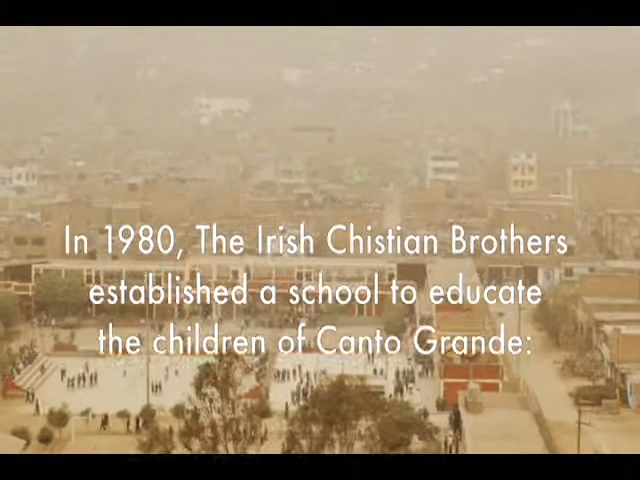 In 1980, The Irish Chistian Brothers
established a school to educate
the children of Canto Grande: